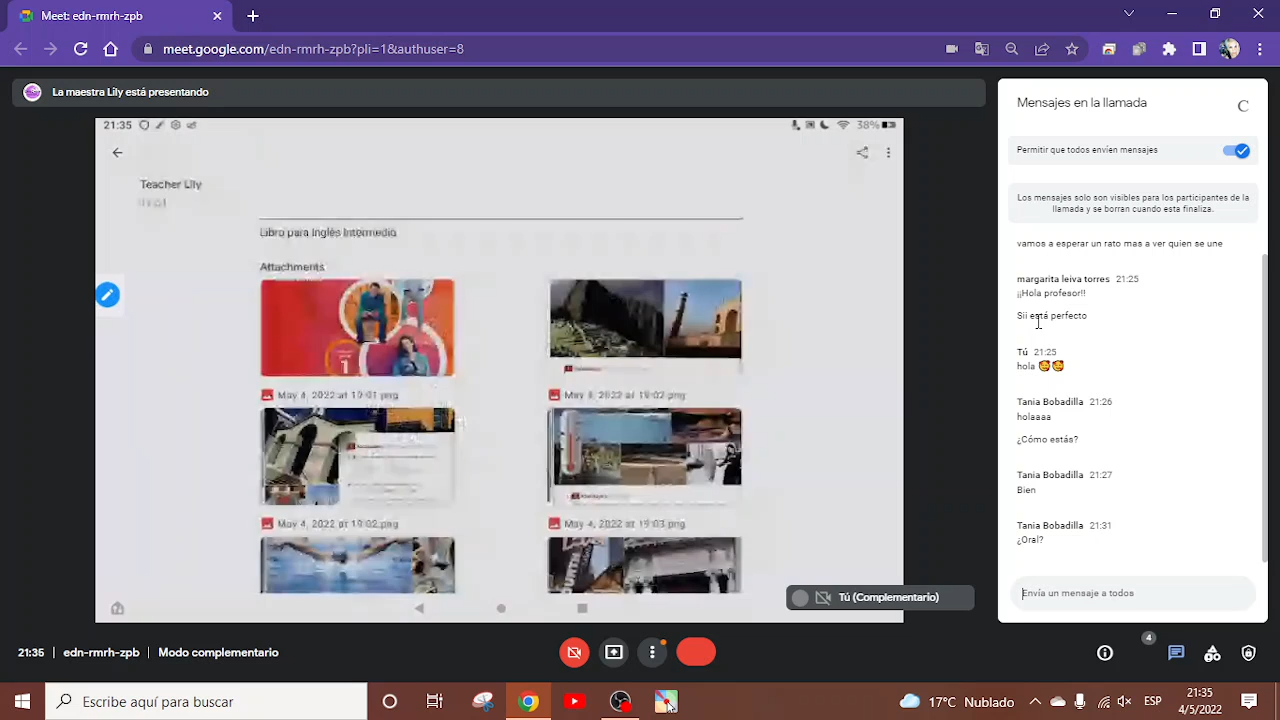 Meet edn-rmrh-zpb
meet.google.com/edn-rmrh-zpb?pli=1&authuser=8
La maestra Lily está presentando
21:35
38%
Teacher Lily
Libro para Inglés Intermedio
Attachments
1
May 4, 2022 at 19:01.png
May 4, 2022 at 19:02.png
May 4, 2022 at 19:02.png
May 4, 2022 at 19:03.png
Tú (Complementario)
Mensajes en la llamada
C
Permitir que todos envíen mensajes
Los mensajes solo son visibles para los participantes de la
llamada y se borran cuando esta finaliza.
vamos a esperar un rato mas a ver quien se une
margarita leiva torres 21:25
¡¡Hola profesor!!
Sii está perfecto
Tú 21:25
hola 🥰🥰
Tania Bobadilla 21:26
holaaaa
¿Cómo estás?
Tania Bobadilla 21:27
Bien
Tania Bobadilla 21:31
¿Oral?
Envía un mensaje a todos
21:35 | edn-rmrh-zpb | Modo complementario
4
Escribe aquí para buscar
17°C Nublado
ESP
21:35
4/5/2022